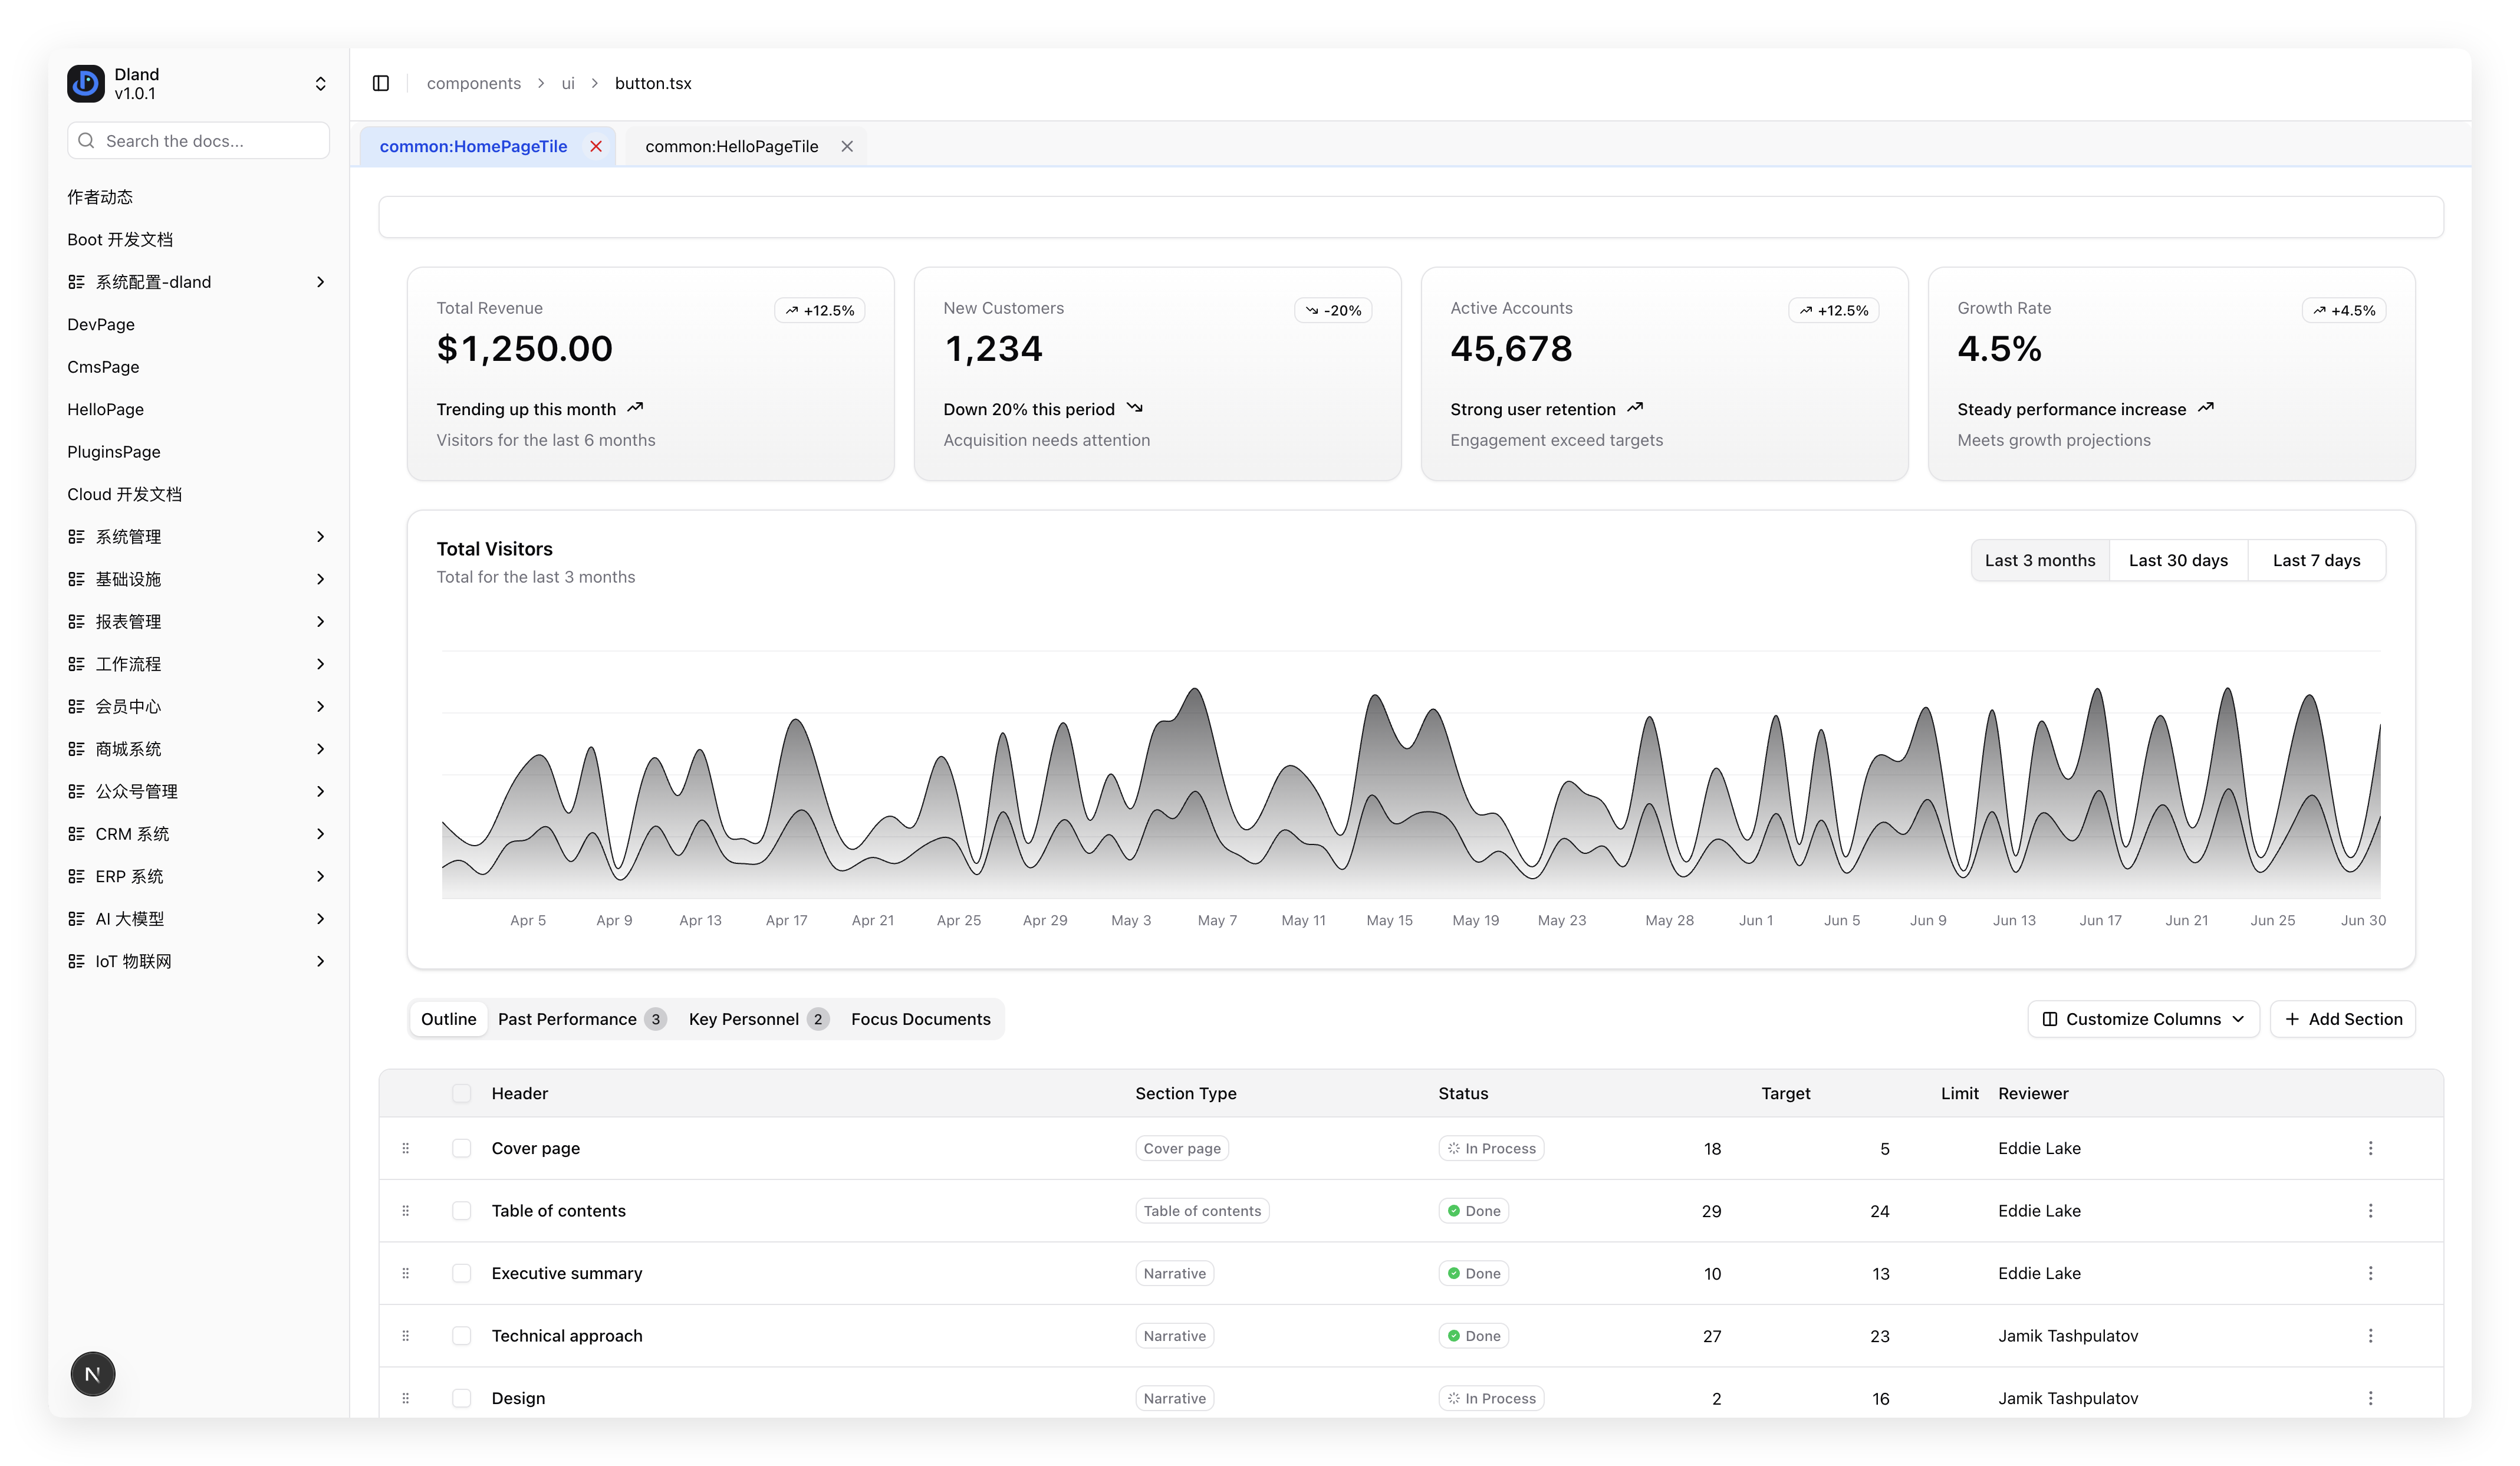 Dland
v1.0.1
Search the docs...
作者动态
Boot 开发文档
系统配置-dland
DevPage
CmsPage
HelloPage
PluginsPage
Cloud 开发文档
系统管理
基础设施
报表管理
工作流程
会员中心
商城系统
公众号管理
CRM 系统
ERP 系统
AI 大模型
IoT 物联网
N
components > ui > button.tsx
common:HomePageTile
common:HelloPageTile
Total Revenue
+12.5%
$1,250.00
Trending up this month
Visitors for the last 6 months
New Customers
-20%
1,234
Down 20% this period
Acquisition needs attention
Active Accounts
+12.5%
45,678
Strong user retention
Engagement exceed targets
Growth Rate
+4.5%
4.5%
Steady performance increase
Meets growth projections
Total Visitors
Total for the last 3 months
Last 3 months Last 30 days Last 7 days
Apr 5 Apr 9 Apr 13 Apr 17 Apr 21 Apr 25 Apr 29 May 3 May 7 May 11 May 15 May 19 May 23 May 28 Jun 1 Jun 5 Jun 9 Jun 13 Jun 17 Jun 21 Jun 25 Jun 30
Outline Past Performance 3 Key Personnel 2 Focus Documents
Customize Columns
Add Section
Header Section Type Status Target Limit Reviewer
Cover page Cover page In Process 18 5 Eddie Lake
Table of contents Table of contents Done 29 24 Eddie Lake
Executive summary Narrative Done 10 13 Eddie Lake
Technical approach Narrative Done 27 23 Jamik Tashpulatov
Design Narrative In Process 2 16 Jamik Tashpulatov